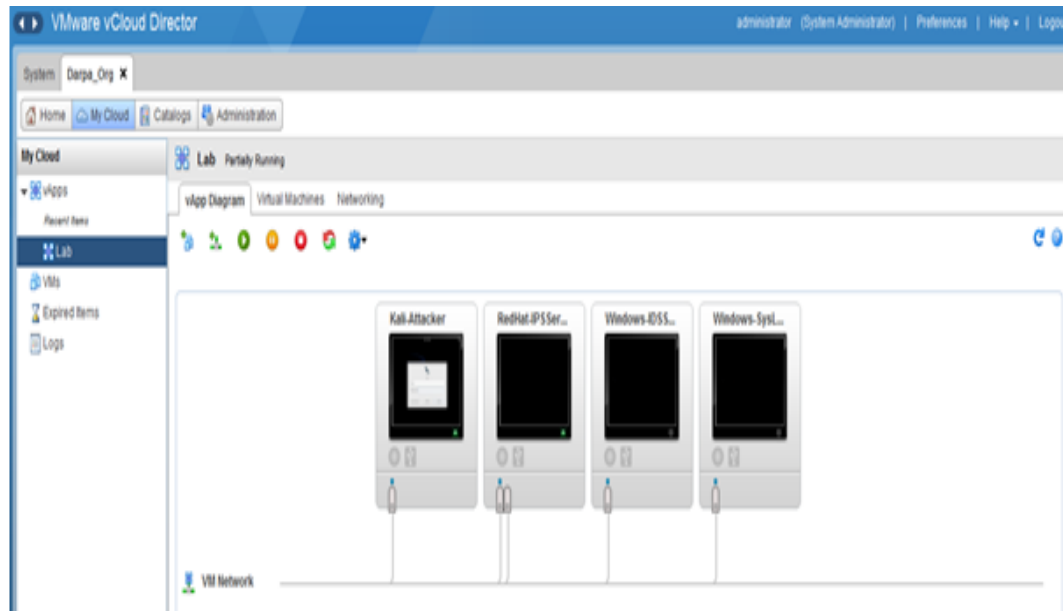 VMware vCloud Director
administrator (System Administrator) | Preferences | Help | Logou
System Darpa_Org
Home My Cloud Catalogs Administration
My Cloud
Lab Partially Running
vApps
vApp Diagram Virtual Machines Networking
Recent Items
Lab
VMs
Expired Items
Logs
Kali-Attacker RedHat-IPSSer... Windows-IDSS... Windows-SysL...
VM Network